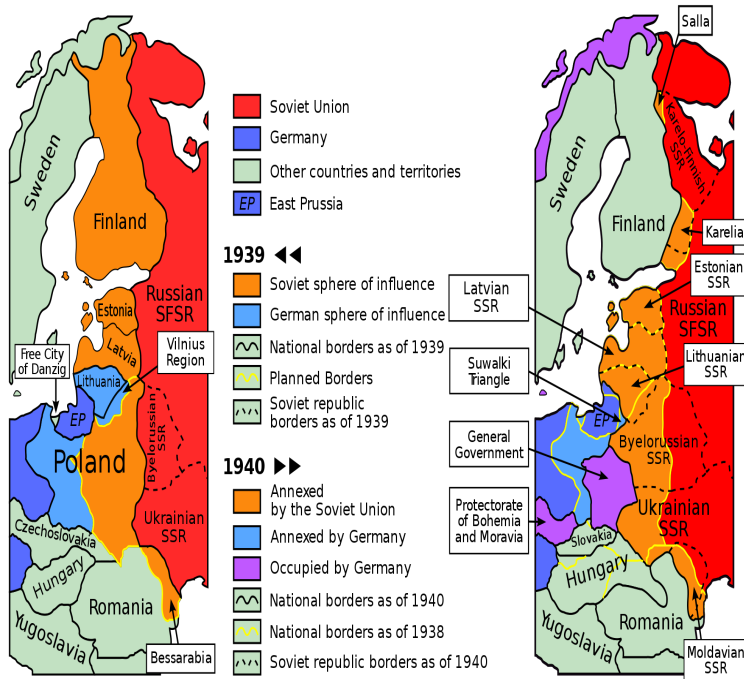 Sweden
Finland
Estonia
Latvia
Lithuania
Russian
SFSR
Free City
of Danzig
Vilnius
Region
EP
Poland
Byelorussian
SSR
Ukrainian
SSR
Czechoslovakia
Hungary
Romania
Yugoslavia
Bessarabia
Soviet Union
Germany
Other countries and territories
EP East Prussia
1939
Soviet sphere of influence
German sphere of influence
National borders as of 1939
Planned Borders
Soviet republic
borders as of 1939
1940
Annexed
by the Soviet Union
Annexed by Germany
Occupied by Germany
National borders as of 1940
National borders as of 1938
Soviet republic borders as of 1940
Salla
Karelo-Finnish
SSR
Sweden
Finland
Karelia
Estonian
SSR
Latvian
SSR
Russian
SFSR
Lithuanian
SSR
Suwalki
Triangle
EP
General
Government
Byelorussian
SSR
Protectorate
of Bohemia
and Moravia
Ukrainian
SSR
Slovakia
Hungary
Romania
Yugoslavia
Moldavian
SSR